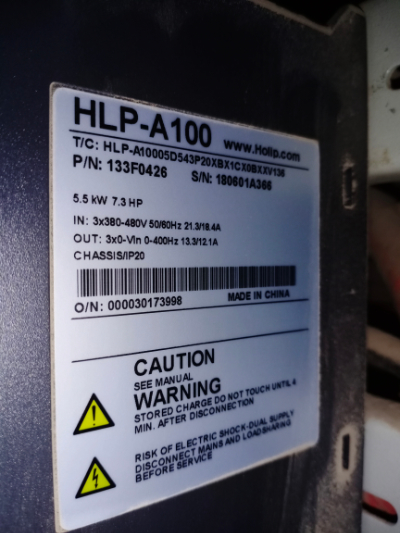 HLP-A100 www.Holip.com
T/C: HLP-A10005D543P20XBX1CX0BXXV136
P/N: 133F0426 S/N: 180601A366
5.5 kW 7.3 HP
IN: 3x380-480V 50/60Hz 21.3/18.4A
OUT: 3x0-Vin 0-400Hz 13.3/12.1A
CHASSIS/IP20
O/N: 000030173998 MADE IN CHINA
CAUTION
SEE MANUAL
WARNING
STORED CHARGE DO NOT TOUCH UNTIL 4
MIN. AFTER DISCONNECTION
RISK OF ELECTRIC SHOCK-DUAL SUPPLY
DISCONNECT MAINS AND LOADSHARING
BEFORE SERVICE